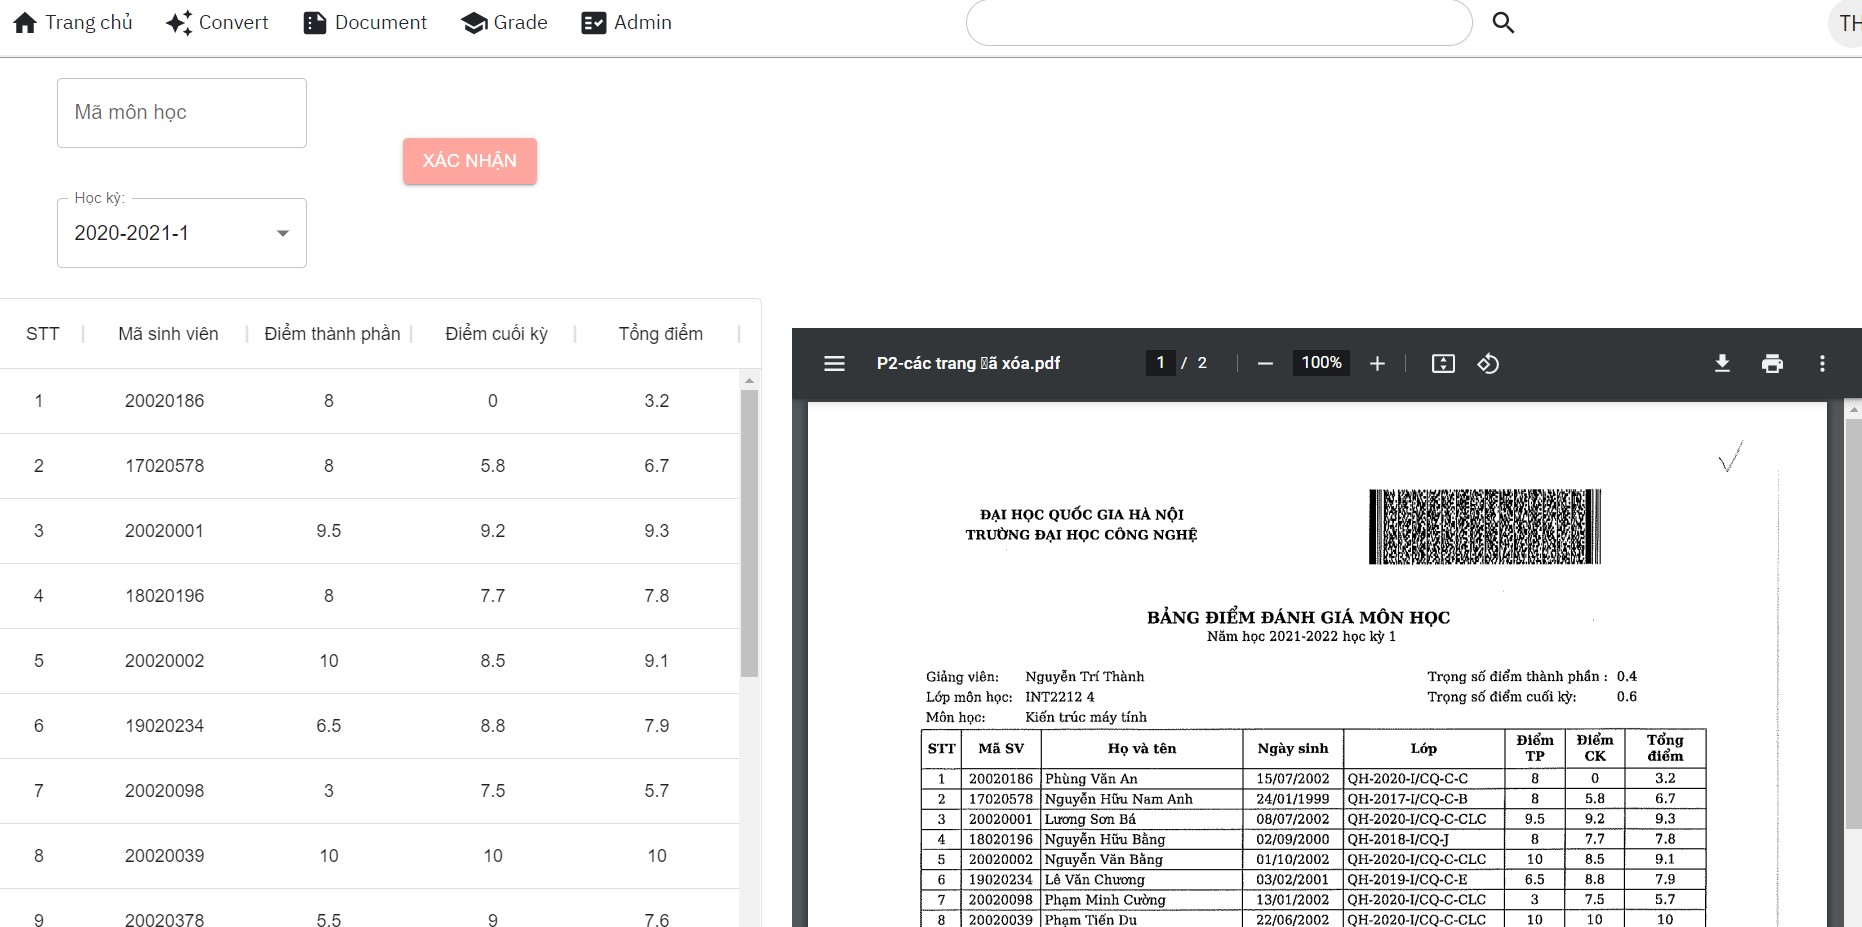 Trang chủ Convert Document Grade Admin
TH
Mã môn học
XÁC NHẬN
Học kỳ:
2020-2021-1
STT Mã sinh viên Điểm thành phần Điểm cuối kỳ Tổng điểm
1 20020186 8 0 3.2
2 17020578 8 5.8 6.7
3 20020001 9.5 9.2 9.3
4 18020196 8 7.7 7.8
5 20020002 10 8.5 9.1
6 19020234 6.5 8.8 7.9
7 20020098 3 7.5 5.7
8 20020039 10 10 10
9 20020378 5.5 9 7.6
P2-các trang ▯ã xóa.pdf 1 / 2 100%
ĐẠI HỌC QUỐC GIA HÀ NỘI
TRƯỜNG ĐẠI HỌC CÔNG NGHỆ
BẢNG ĐIỂM ĐÁNH GIÁ MÔN HỌC
Năm học 2021-2022 học kỳ 1
Giảng viên: Nguyễn Trí Thành Trọng số điểm thành phần : 0.4
Lớp môn học: INT2212 4 Trọng số điểm cuối kỳ: 0.6
Môn học: Kiến trúc máy tính
STT Mã SV Họ và tên Ngày sinh Lớp Điểm TP Điểm CK Tổng điểm
1 20020186 Phùng Văn An 15/07/2002 QH-2020-I/CQ-C-C 8 0 3.2
2 17020578 Nguyễn Hữu Nam Anh 24/01/1999 QH-2017-I/CQ-C-B 8 5.8 6.7
3 20020001 Lương Sơn Bá 08/07/2002 QH-2020-I/CQ-C-CLC 9.5 9.2 9.3
4 18020196 Nguyễn Hữu Bằng 02/09/2000 QH-2018-I/CQ-J 8 7.7 7.8
5 20020002 Nguyễn Văn Bằng 01/10/2002 QH-2020-I/CQ-C-CLC 10 8.5 9.1
6 19020234 Lê Văn Chương 03/02/2001 QH-2019-I/CQ-C-E 6.5 8.8 7.9
7 20020098 Phạm Minh Cường 13/01/2002 QH-2020-I/CQ-C-CLC 3 7.5 5.7
8 20020039 Phạm Tiến Du 22/06/2002 QH-2020-I/CQ-C-CLC 10 10 10